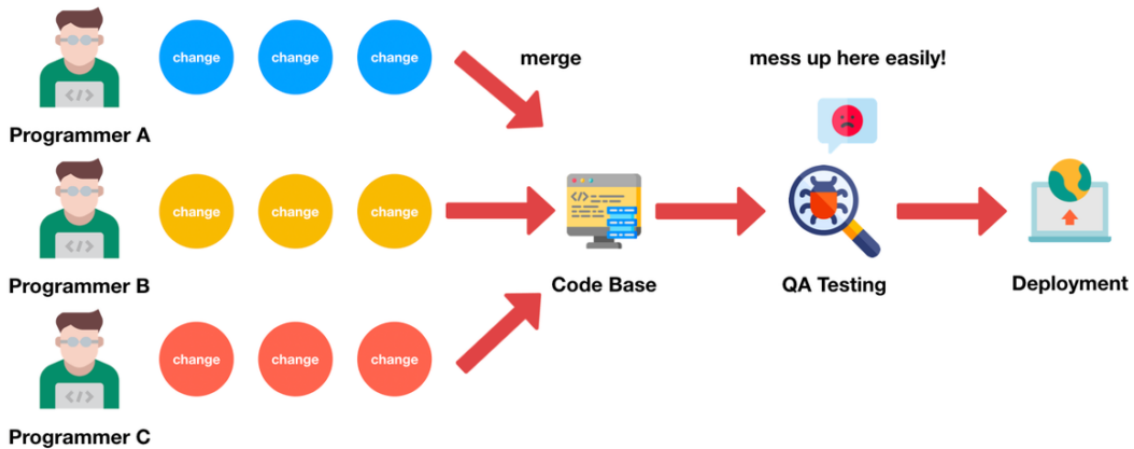 change change change
merge
mess up here easily!
Programmer A
change change change
</>
Programmer B
Code Base
QA Testing
Deployment
change change change
Programmer C